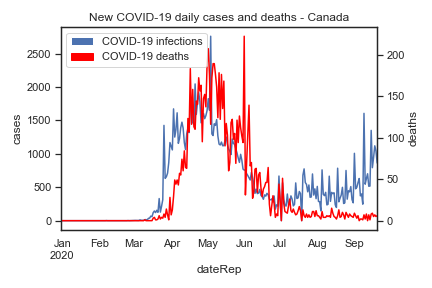 New COVID-19 daily cases and deaths - Canada
COVID-19 infections
COVID-19 deaths
cases
2500
2000
1500
1000
500
0
deaths
200
150
100
50
0
Jan Feb Mar Apr May Jun Jul Aug Sep
2020
dateRep